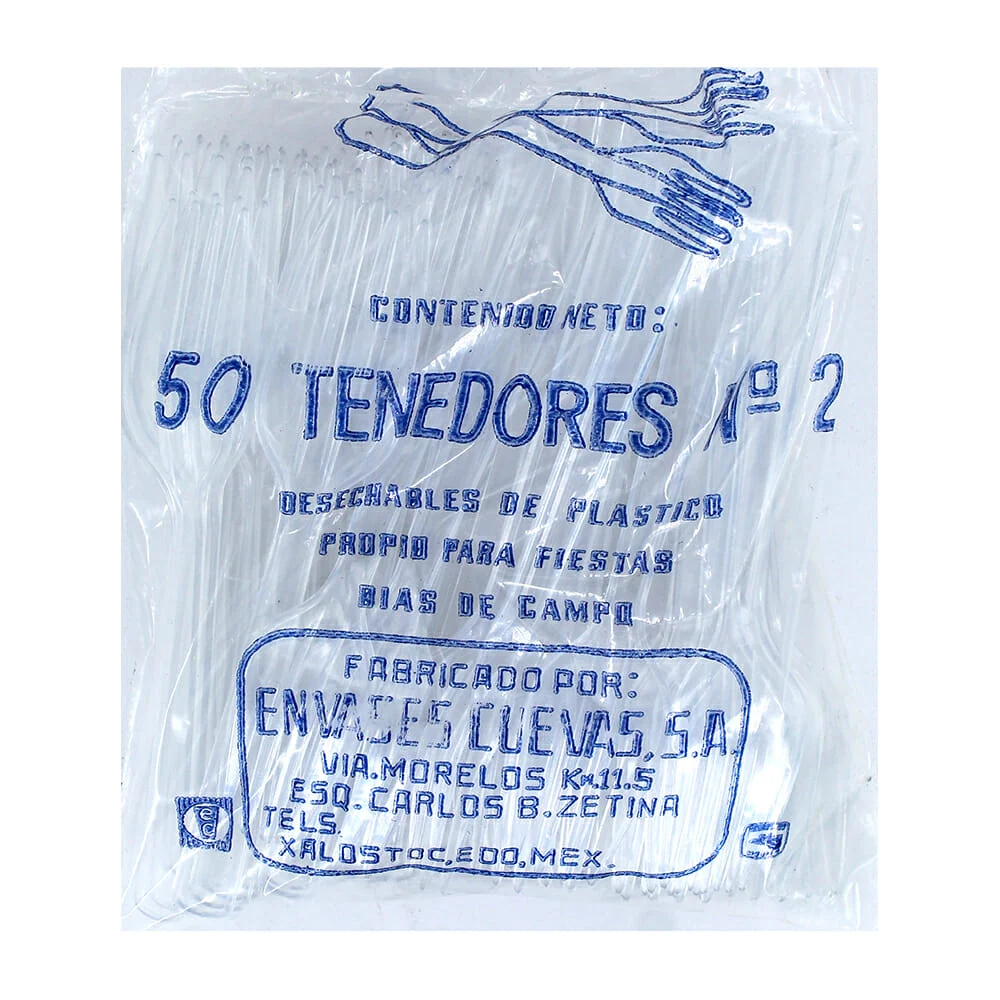 CONTENIDO NETO:
50 TENEDORES Nº 2
DESECHABLES DE PLASTICO
PROPIO PARA FIESTAS
DIAS DE CAMPO
FABRICADO POR:
ENVASES CUEVAS, S.A.
VIA.MORELOS Km.11.5
ESQ. CARLOS B. ZETINA
TELS.
XALOSTOC, EDO, MEX.